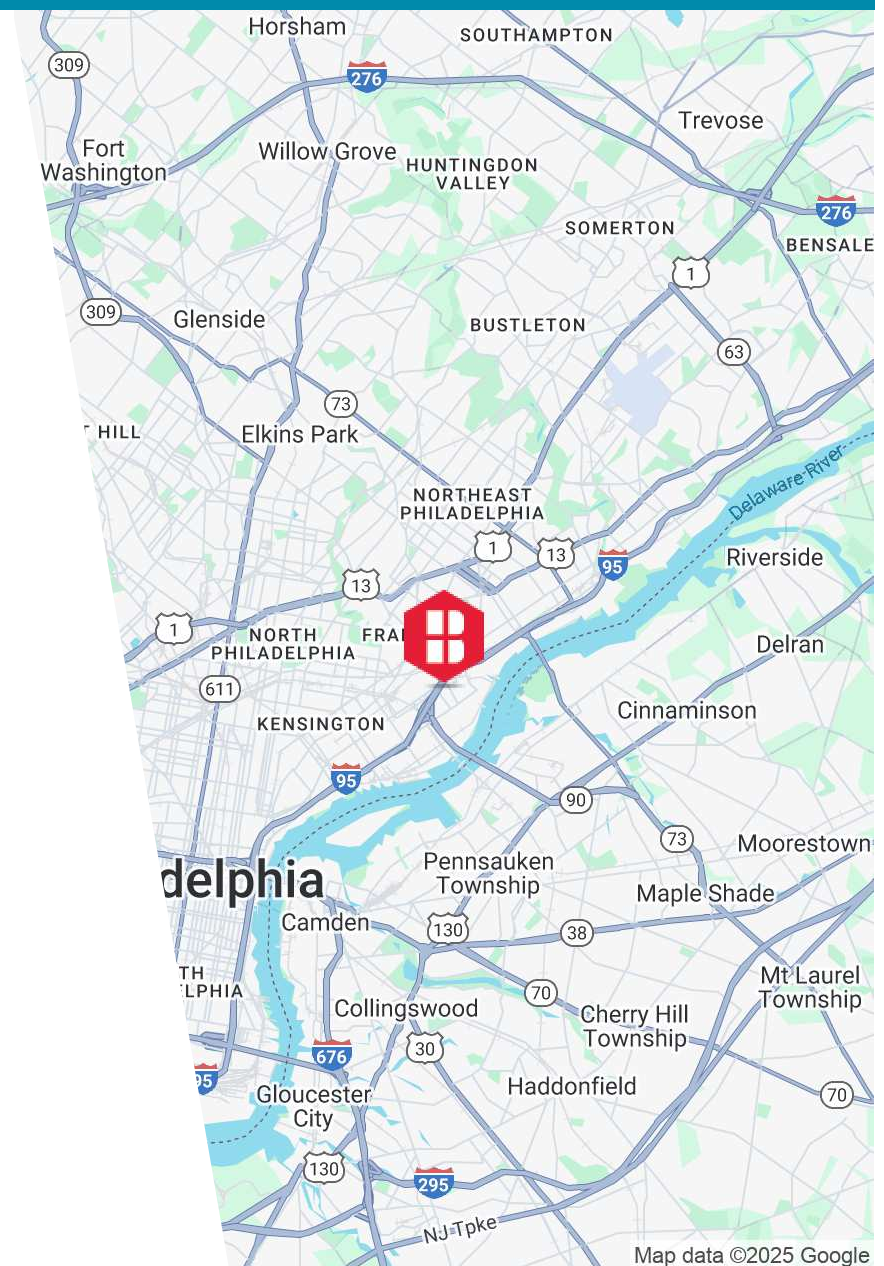 Horsham
SOUTHAMPTON
309
276
Trevose
Fort
Washington
Willow Grove
HUNTINGDON
VALLEY
276
SOMERTON
BENSALE
1
309
Glenside
BUSTLETON
63
73
T HILL
Elkins Park
NORTHEAST
PHILADELPHIA
Delaware River
1
13
95
Riverside
13
1
NORTH
PHILADELPHIA
FRA
Delran
611
KENSINGTON
Cinnaminson
95
90
73
Moorestown
delphia
Pennsauken
Township
Maple Shade
Camden
130
38
TH
ELPHIA
70
Mt Laurel
Township
Collingswood
Cherry Hill
Township
676
30
95
Haddonfield
70
Gloucester
City
130
295
NJ Tpke
Map data ©2025 Google